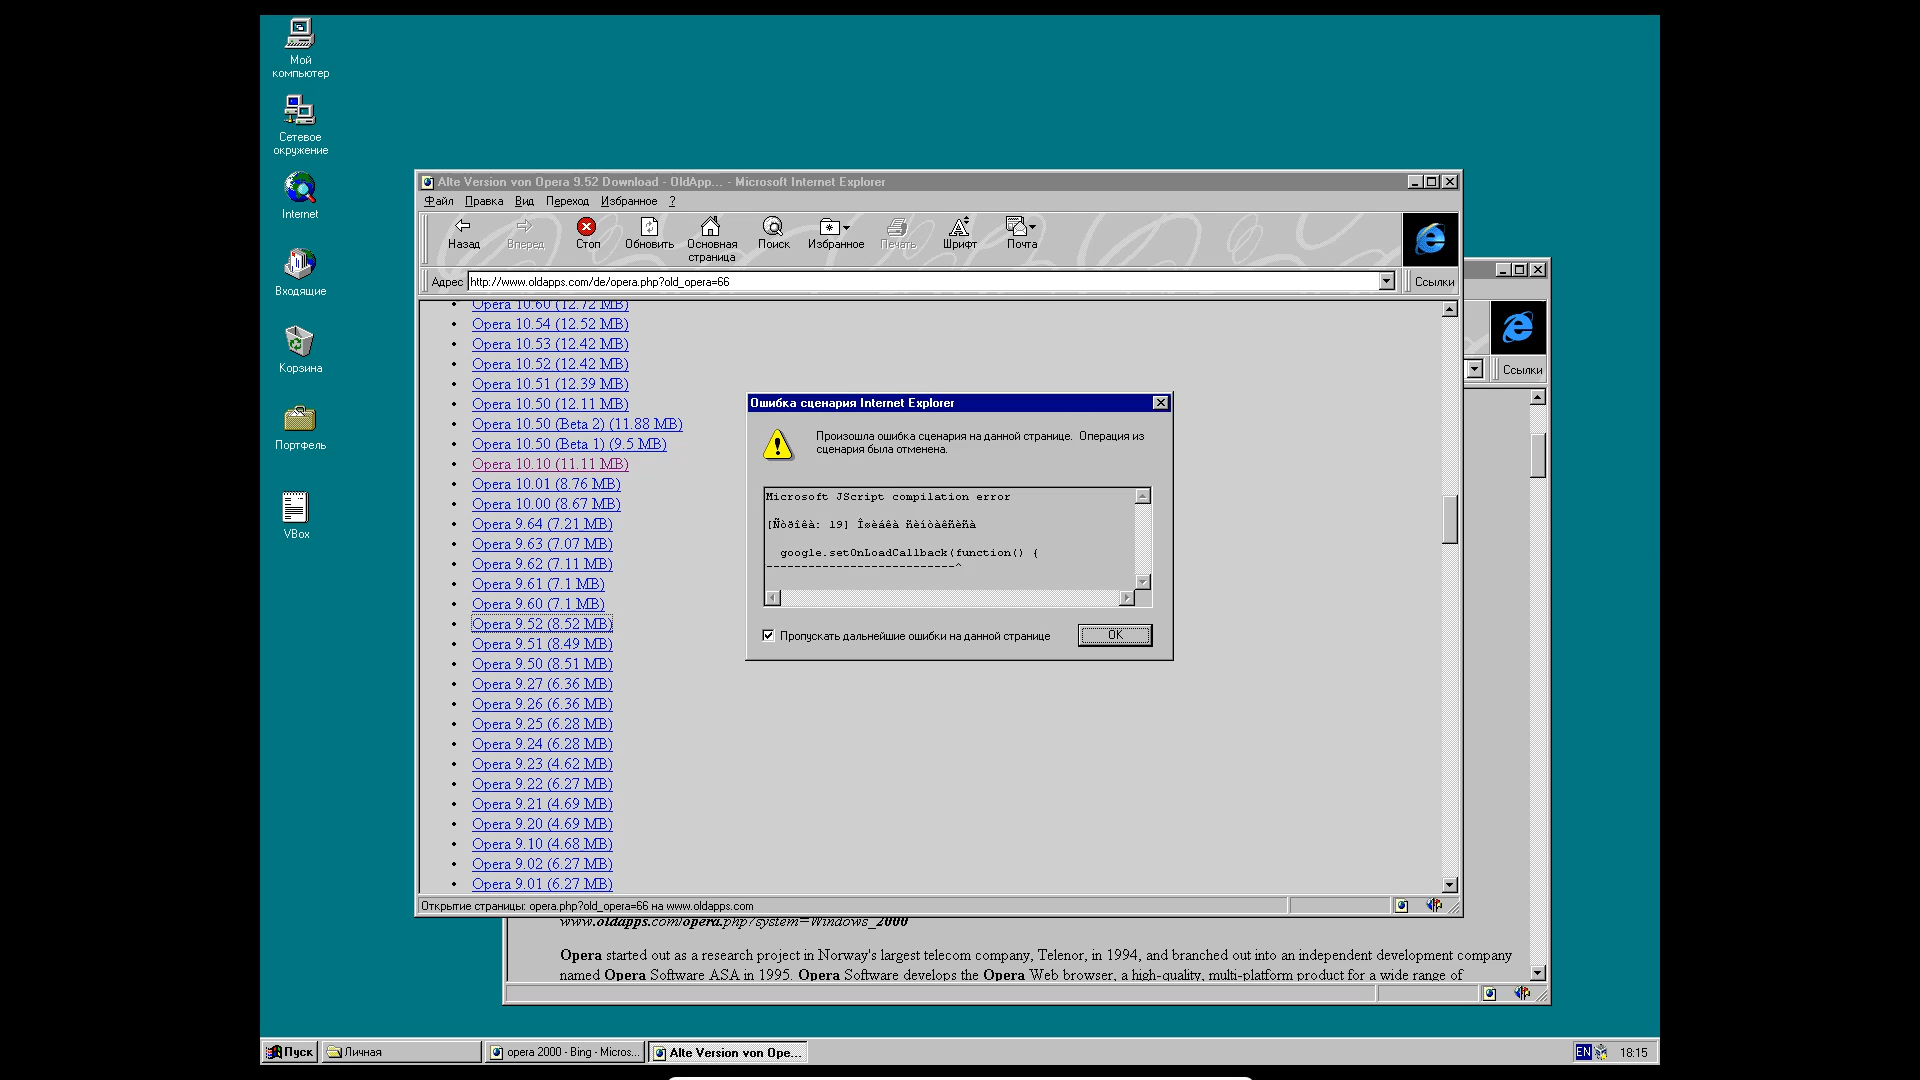 Мой
компьютер
Сетевое
окружение
Internet
Входящие
Корзина
Портфель
VBox
Alte Version von Opera 9.52 Download - OldApp... - Microsoft Internet Explorer
Файл Правка Вид Переход Избранное ?
Назад Вперед Стоп Обновить Основная страница Поиск Избранное Печать Шрифт Почта
Адрес http://www.oldapps.com/de/opera.php?old_opera=66 Ссылки
Opera 10.60 (12.72 MB)
Opera 10.54 (12.52 MB)
Opera 10.53 (12.42 MB)
Opera 10.52 (12.42 MB)
Opera 10.51 (12.39 MB)
Opera 10.50 (12.11 MB)
Opera 10.50 (Beta 2) (11.88 MB)
Opera 10.50 (Beta 1) (9.5 MB)
Opera 10.10 (11.11 MB)
Opera 10.01 (8.76 MB)
Opera 10.00 (8.67 MB)
Opera 9.64 (7.21 MB)
Opera 9.63 (7.07 MB)
Opera 9.62 (7.11 MB)
Opera 9.61 (7.1 MB)
Opera 9.60 (7.1 MB)
Opera 9.52 (8.52 MB)
Opera 9.51 (8.49 MB)
Opera 9.50 (8.51 MB)
Opera 9.27 (6.36 MB)
Opera 9.26 (6.36 MB)
Opera 9.25 (6.28 MB)
Opera 9.24 (6.28 MB)
Opera 9.23 (4.62 MB)
Opera 9.22 (6.27 MB)
Opera 9.21 (4.69 MB)
Opera 9.20 (4.69 MB)
Opera 9.10 (4.68 MB)
Opera 9.02 (6.27 MB)
Opera 9.01 (6.27 MB)
Открытие страницы: opera.php?old_opera=66 на www.oldapps.com
Ошибка сценария Internet Explorer
Произошла ошибка сценария на данной странице. Операция из
сценария была отменена.
Microsoft JScript compilation error
[Ñòðîêà: 19] Îøèáêà ñèíòàêñèñà
google.setOnLoadCallback(function() {
---------------------------^
Пропускать дальнейшие ошибки на данной странице
OK
Ссылки
www.oldapps.com/opera.php?system=Windows_2000
Opera started out as a research project in Norway's largest telecom company, Telenor, in 1994, and branched out into an independent development company
named Opera Software ASA in 1995. Opera Software develops the Opera Web browser, a high-quality, multi-platform product for a wide range of
Пуск Личная opera 2000 - Bing - Micros... Alte Version von Ope... EN 18:15